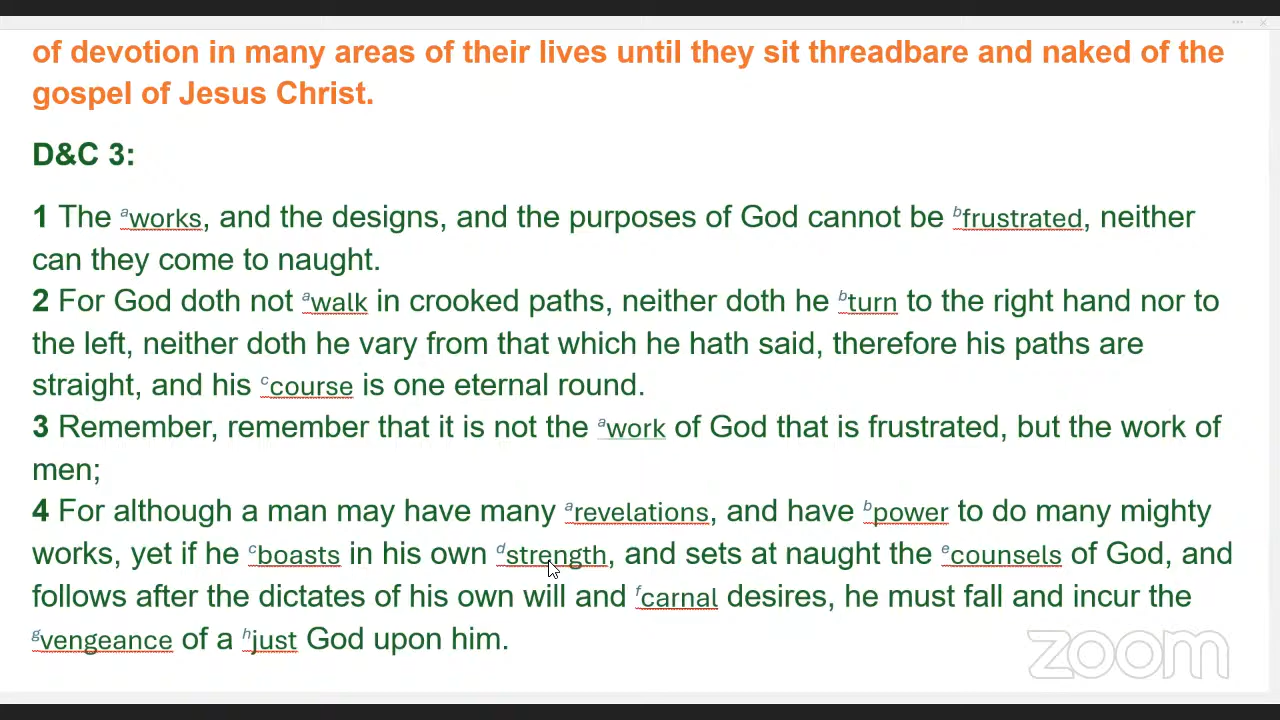 of devotion in many areas of their lives until they sit threadbare and naked of the
gospel of Jesus Christ.
D&C 3:
1 The aworks, and the designs, and the purposes of God cannot be bfrustrated, neither
can they come to naught.
2 For God doth not awalk in crooked paths, neither doth he bturn to the right hand nor to
the left, neither doth he vary from that which he hath said, therefore his paths are
straight, and his ccourse is one eternal round.
3 Remember, remember that it is not the awork of God that is frustrated, but the work of
men;
4 For although a man may have many arevelations, and have bpower to do many mighty
works, yet if he cboasts in his own dstrength, and sets at naught the ecounsels of God, and
follows after the dictates of his own will and fcarnal desires, he must fall and incur the
gvengeance of a hjust God upon him.
zoom